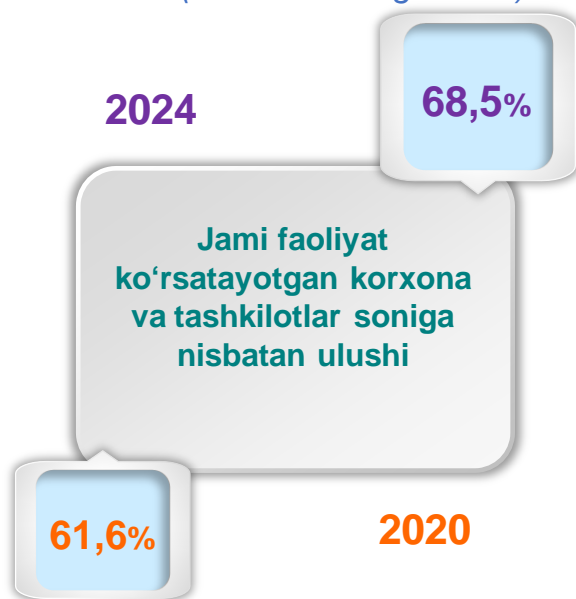 68,5%
2024
Jami faoliyat
ko‘rsatayotgan korxona
va tashkilotlar soniga
nisbatan ulushi
61,6%
2020